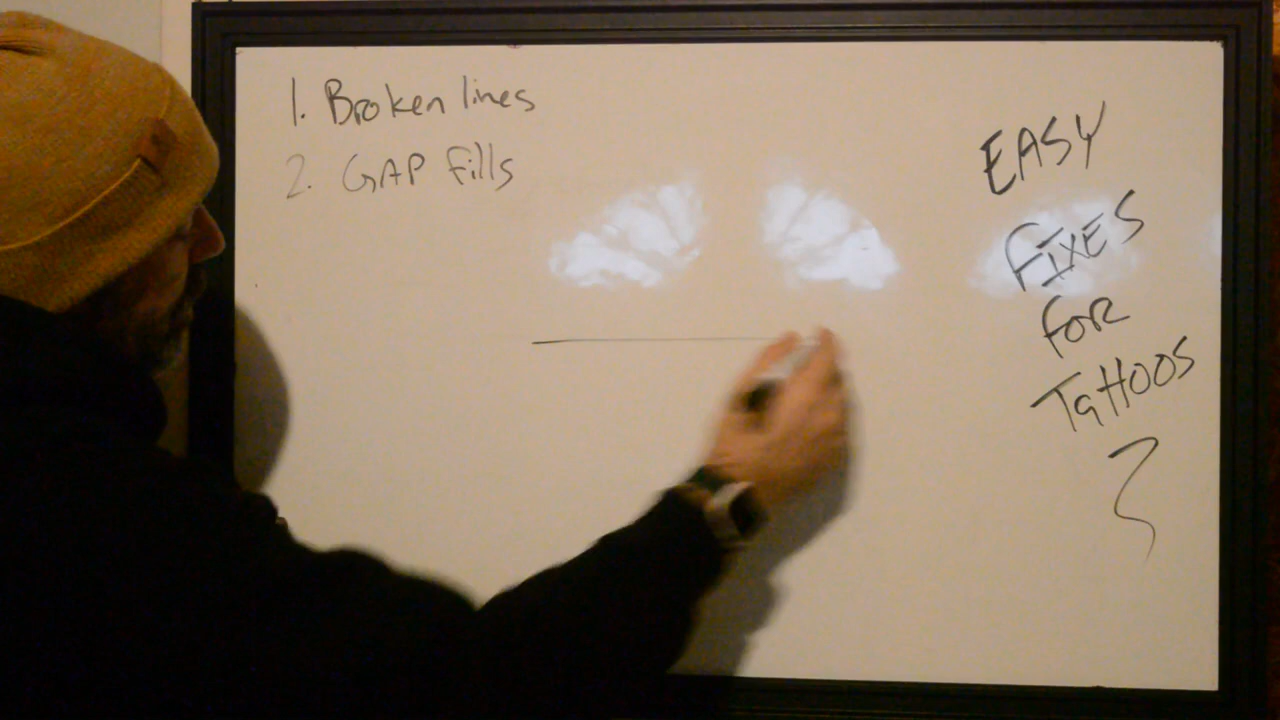 1. Broken lines
2. GAP fills
EASY
FIXES
FOR
TaTTOOS